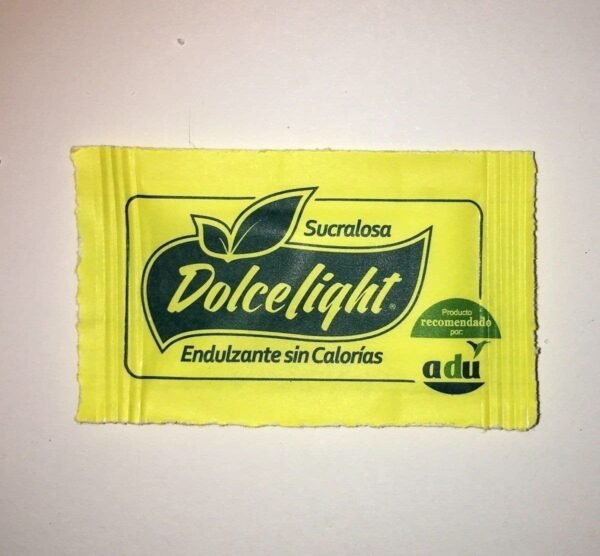 Sucralosa
Dolcelight®
Endulzante sin Calorías
Producto
recomendado
por:
adu